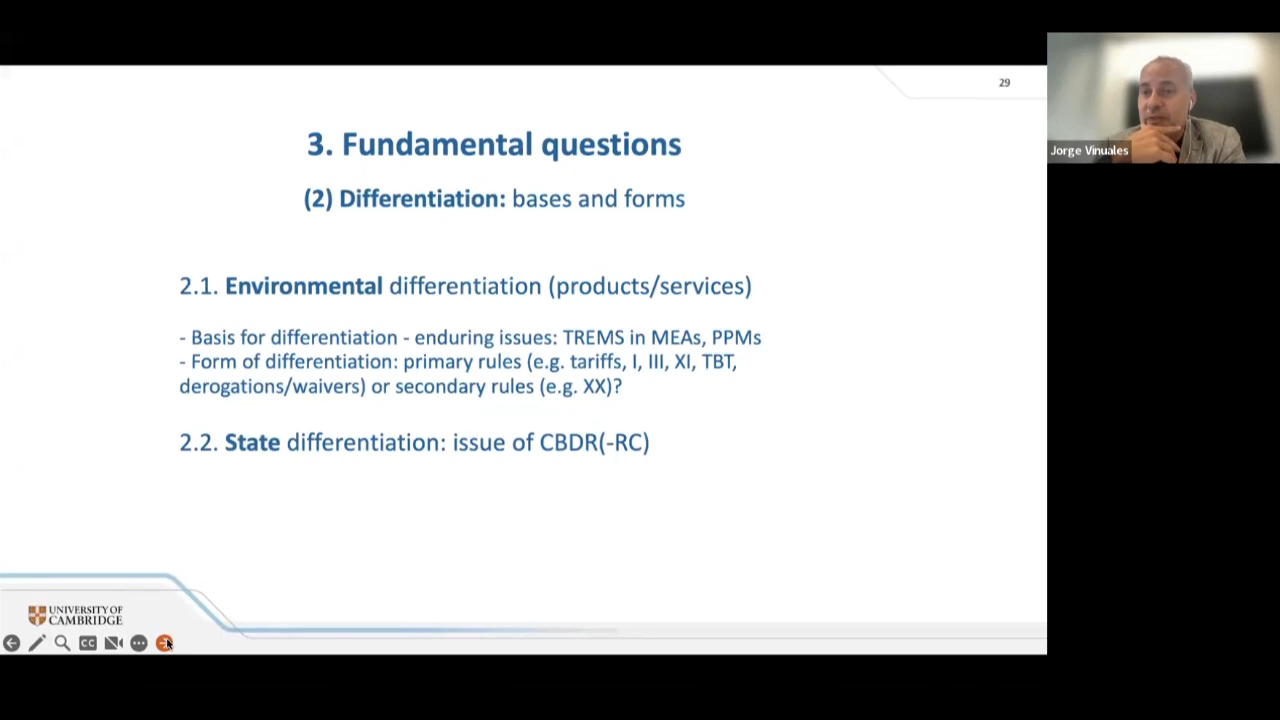 29
3. Fundamental questions
(2) Differentiation: bases and forms
2.1. Environmental differentiation (products/services)
- Basis for differentiation - enduring issues: TREMS in MEAs, PPMs
- Form of differentiation: primary rules (e.g. tariffs, I, III, XI, TBT,
derogations/waivers) or secondary rules (e.g. XX)?
2.2. State differentiation: issue of CBDR(-RC)
UNIVERSITY OF
CAMBRIDGE
CC
Jorge Vinuales